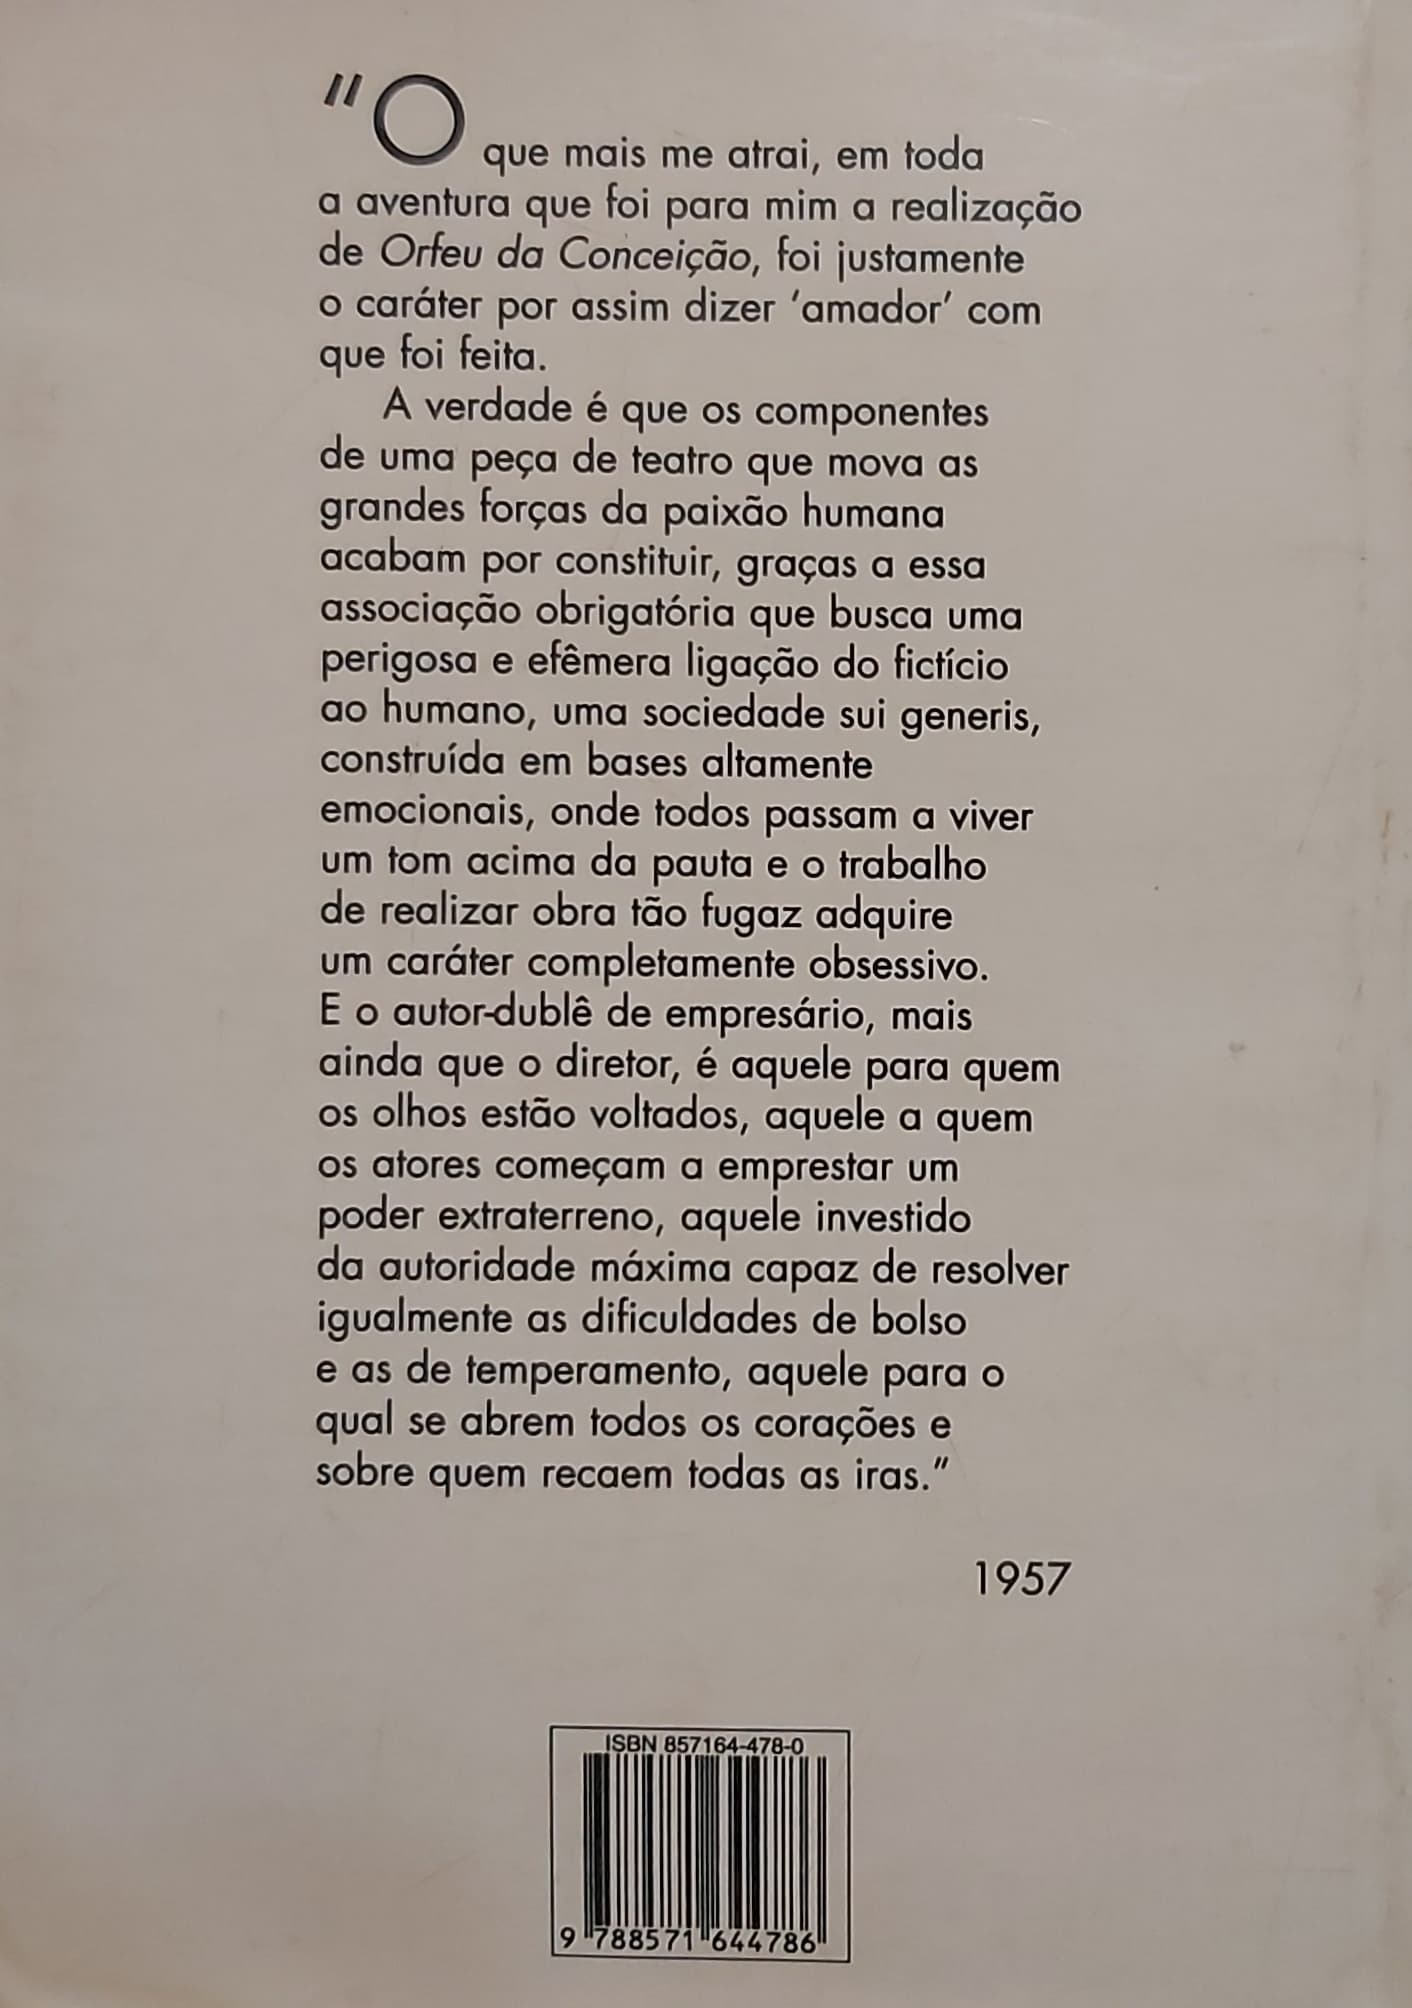 "O que mais me atrai, em toda
a aventura que foi para mim a realização
de Orfeu da Conceição, foi justamente
o caráter por assim dizer 'amador' com
que foi feita.
A verdade é que os componentes
de uma peça de teatro que mova as
grandes forças da paixão humana
acabam por constituir, graças a essa
associação obrigatória que busca uma
perigosa e efêmera ligação do fictício
ao humano, uma sociedade sui generis,
construída em bases altamente
emocionais, onde todos passam a viver
um tom acima da pauta e o trabalho
de realizar obra tão fugaz adquire
um caráter completamente obsessivo.
E o autor-dublê de empresário, mais
ainda que o diretor, é aquele para quem
os olhos estão voltados, aquele a quem
os atores começam a emprestar um
poder extraterreno, aquele investido
da autoridade máxima capaz de resolver
igualmente as dificuldades de bolso
e as de temperamento, aquele para o
qual se abrem todos os corações e
sobre quem recaem todas as iras."
1957
ISBN 857164-478-0
9 788571 644786